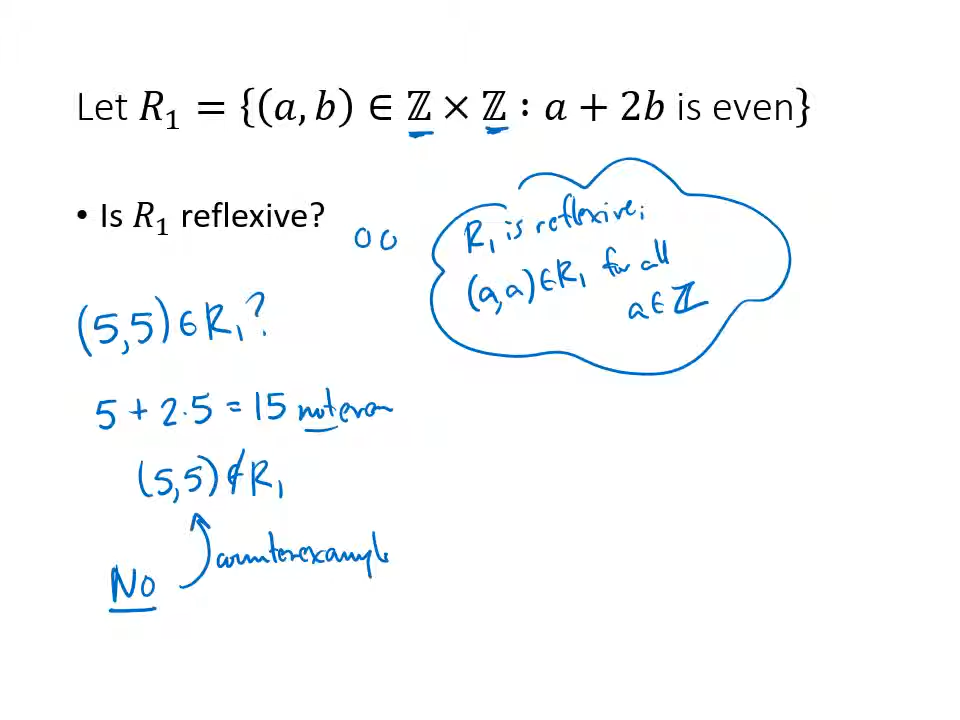 Let R₁ = {(a, b) ∈ ℤ × ℤ : a + 2b is even}
• Is R₁ reflexive?
R₁ is reflexive:
(a,a) ∈ R₁ for all
a ∈ ℤ
(5,5) ∈ R₁?
5 + 2·5 = 15 not even
(5,5) ∉ R₁
counterexample
No